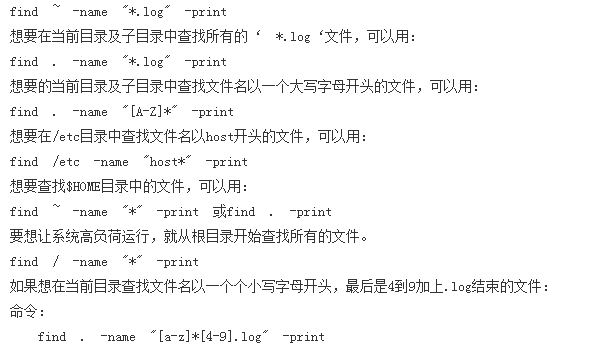 find ~ -name "*.log" -print
想要在当前目录及子目录中查找所有的‘ *.log ‘文件，可以用：
find . -name "*.log" -print
想要的当前目录及子目录中查找文件名以一个大写字母开头的文件，可以用：
find . -name "[A-Z]*" -print
想要在/etc目录中查找文件名以host开头的文件，可以用：
find /etc -name "host*" -print
想要查找$HOME目录中的文件，可以用：
find ~ -name "*" -print 或find . -print
要想让系统高负荷运行，就从根目录开始查找所有的文件。
find / -name "*" -print
如果想在当前目录查找文件名以一个个小写字母开头，最后是4到9加上.log结束的文件：
命令：
find . -name "[a-z]*[4-9].log" -print